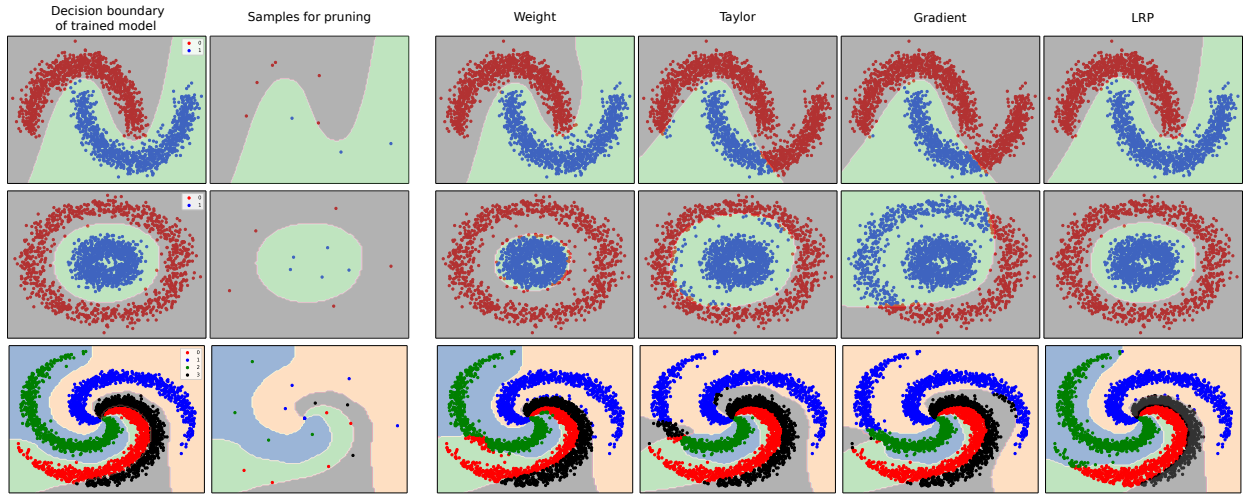 Decision boundary
of trained model
Samples for pruning
Weight
Taylor
Gradient
LRP
0
1
0
1
0
1
2
3